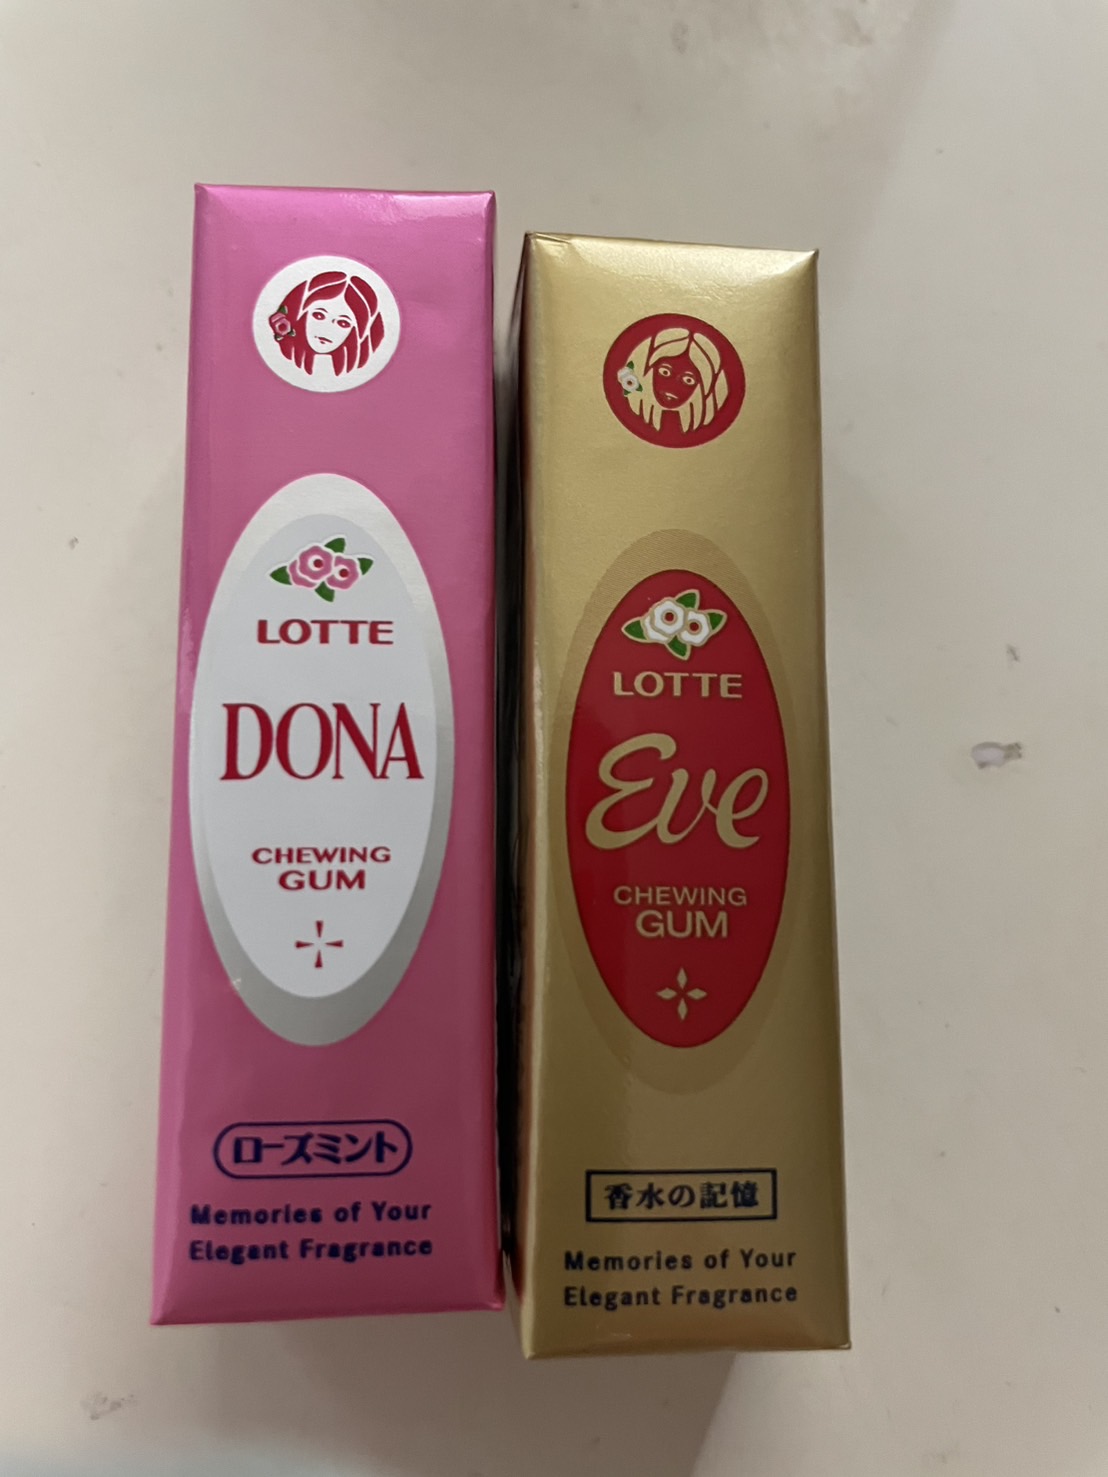 LOTTE
DONA
CHEWING
GUM
ローズミント
Memories of Your
Elegant Fragrance
LOTTE
Eve
CHEWING
GUM
香水の記憶
Memories of Your
Elegant Fragrance